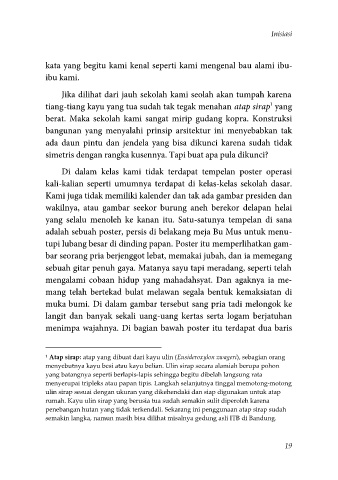 Inisiasi
kata yang begitu kami kenal seperti kami mengenal bau alami ibu-
ibu kami.
Jika dilihat dari jauh sekolah kami seolah akan tumpah karena
tiang-tiang kayu yang tua sudah tak tegak menahan atap sirap¹ yang
berat. Maka sekolah kami sangat mirip gudang kopra. Konstruksi
bangunan yang menyalahi prinsip arsitektur ini menyebabkan tak
ada daun pintu dan jendela yang bisa dikunci karena sudah tidak
simetris dengan rangka kusennya. Tapi buat apa pula dikunci?
Di dalam kelas kami tidak terdapat tempelan poster operasi
kali-kalian seperti umumnya terdapat di kelas-kelas sekolah dasar.
Kami juga tidak memiliki kalender dan tak ada gambar presiden dan
wakilnya, atau gambar seekor burung aneh berekor delapan helai
yang selalu menoleh ke kanan itu. Satu-satunya tempelan di sana
adalah sebuah poster, persis di belakang meja Bu Mus untuk menu-
tupi lubang besar di dinding papan. Poster itu memperlihatkan gam-
bar seorang pria berjenggot lebat, memakai jubah, dan ia memegang
sebuah gitar penuh gaya. Matanya sayu tapi meradang, seperti telah
mengalami cobaan hidup yang mahadahsyat. Dan agaknya ia me-
mang telah bertekad bulat melawan segala bentuk kemaksiatan di
muka bumi. Di dalam gambar tersebut sang pria tadi melongok ke
langit dan banyak sekali uang-uang kertas serta logam berjatuhan
menimpa wajahnya. Di bagian bawah poster itu terdapat dua baris
¹ Atap sirap: atap yang dibuat dari kayu ulin (Eusideroxylon zwageri), sebagian orang
menyebutnya kayu besi atau kayu belian. Ulin sirap secara alamiah berupa pohon
yang batangnya seperti berlapis-lapis sehingga begitu dibelah langsung rata
menyerupai tripleks atau papan tipis. Langkah selanjutnya tinggal memotong-motong
ulin sirap sesuai dengan ukuran yang dikehendaki dan siap digunakan untuk atap
rumah. Kayu ulin sirap yang berusia tua sudah semakin sulit diperoleh karena
penebangan hutan yang tidak terkendali. Sekarang ini penggunaan atap sirap sudah
semakin langka, namun masih bisa dilihat misalnya gedung asli ITB di Bandung.
19